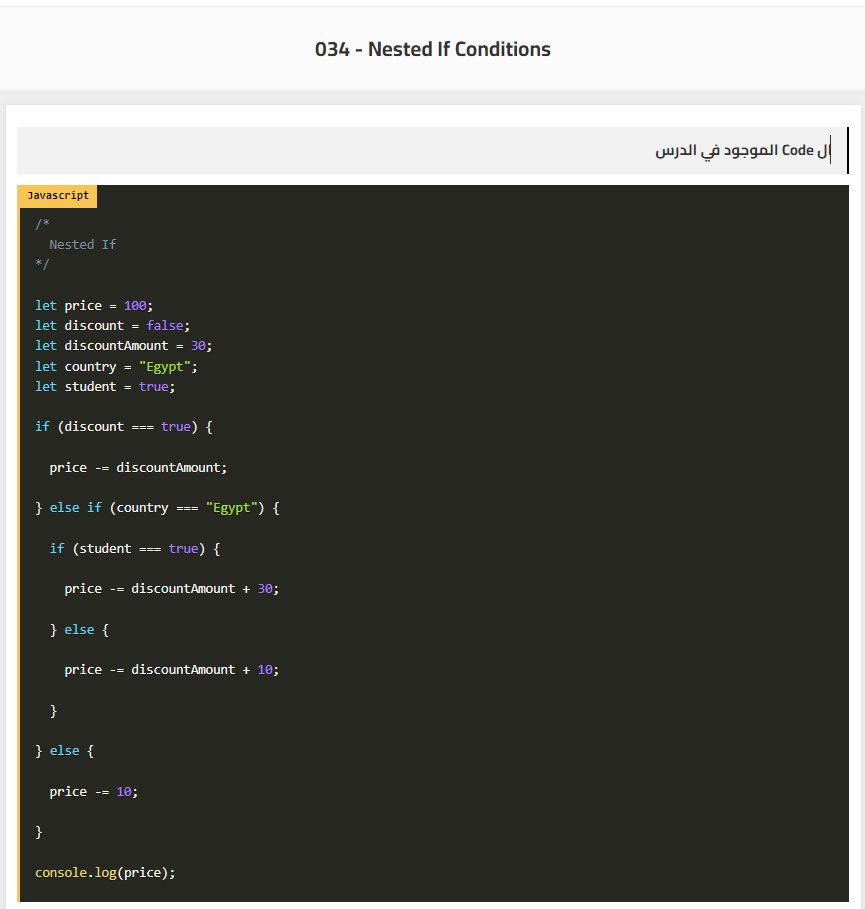 034 - Nested If Conditions
ال Code الموجود في الدرس
Javascript
/*
  Nested If
*/
let price = 100;
let discount = false;
let discountAmount = 30;
let country = "Egypt";
let student = true;
if (discount === true) {
  price -= discountAmount;
} else if (country === "Egypt") {
  if (student === true) {
    price -= discountAmount + 30;
  } else {
    price -= discountAmount + 10;
  }
} else {
  price -= 10;
}
console.log(price);